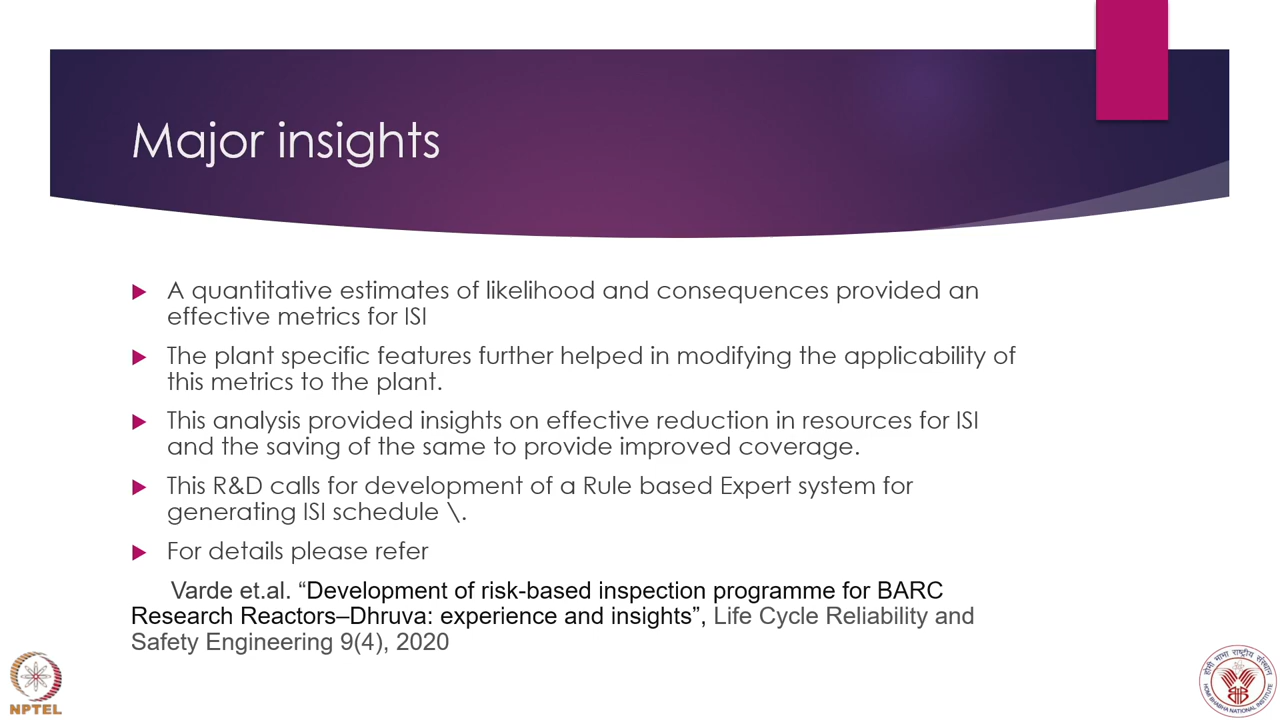 Major insights
A quantitative estimates of likelihood and consequences provided an
effective metrics for ISI
The plant specific features further helped in modifying the applicability of
this metrics to the plant.
This analysis provided insights on effective reduction in resources for ISI
and the saving of the same to provide improved coverage.
This R&D calls for development of a Rule based Expert system for
generating ISI schedule \.
For details please refer
Varde et.al. “Development of risk-based inspection programme for BARC
Research Reactors–Dhruva: experience and insights”, Life Cycle Reliability and
Safety Engineering 9(4), 2020
NPTEL
होमी भाभा राष्ट्रीय संस्थान
HOMI BHABHA NATIONAL INSTITUTE